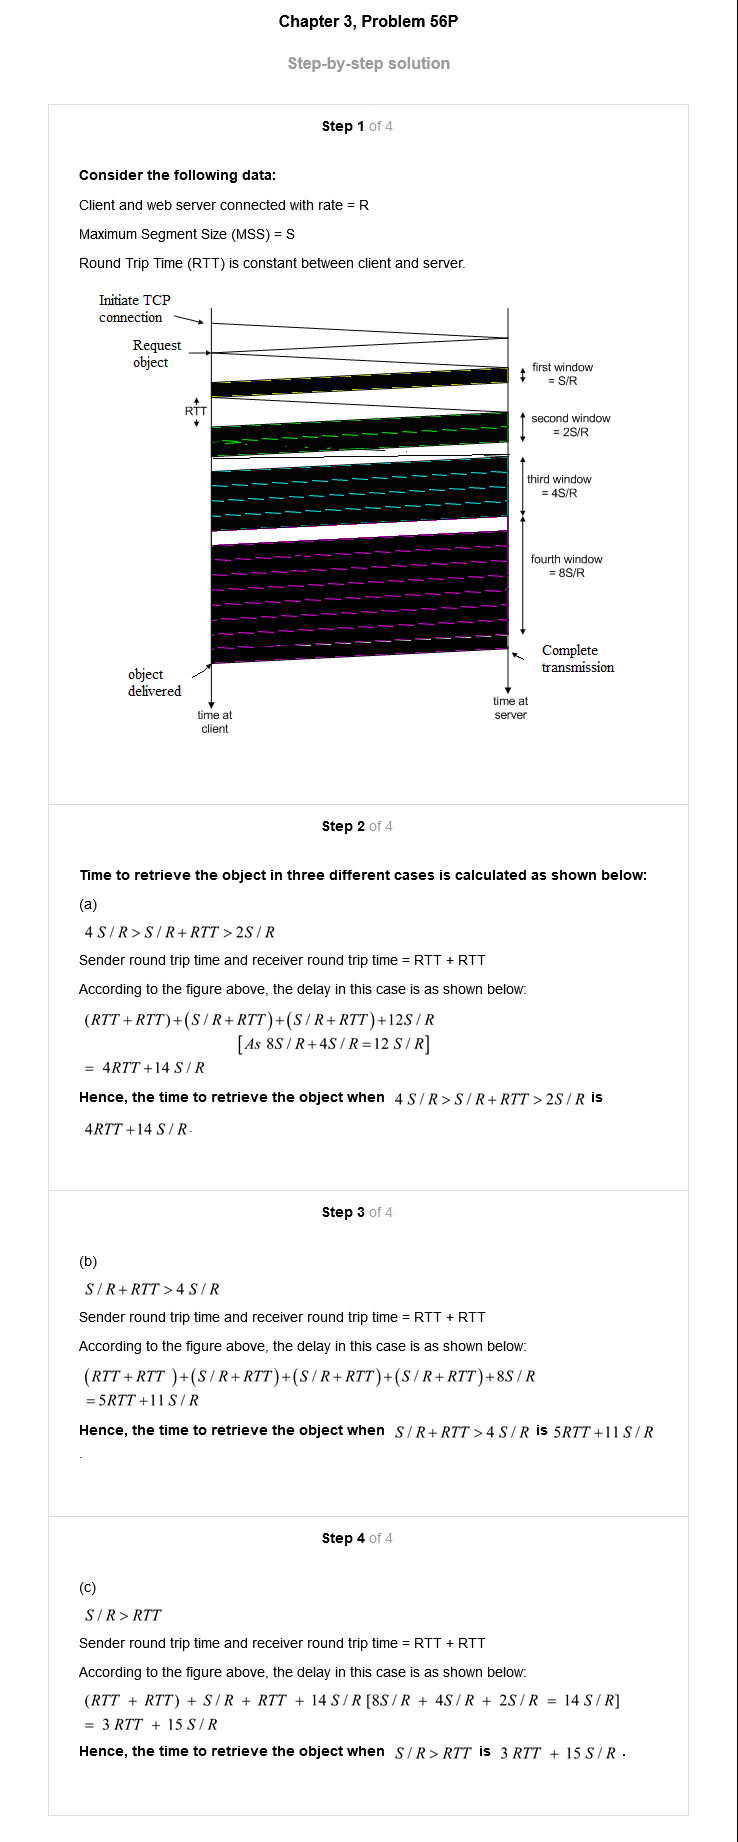 Chapter 3, Problem 56P
Step-by-step solution
Step 1 of 4
Consider the following data:
Client and web server connected with rate = R
Maximum Segment Size (MSS) = S
Round Trip Time (RTT) is constant between client and server.
Initiate TCP
connection
Request
object
first window
= S/R
RTT
second window
= 2S/R
third window
= 4S/R
fourth window
= 8S/R
Complete
transmission
object
delivered
time at
client
time at
server
Step 2 of 4
Time to retrieve the object in three different cases is calculated as shown below:
(a)
4 S / R > S / R + RTT > 2S / R
Sender round trip time and receiver round trip time = RTT + RTT
According to the figure above, the delay in this case is as shown below:
(RTT + RTT) + (S / R + RTT) + (S / R + RTT) + 12S / R
[As 8S / R + 4S / R = 12 S / R]
= 4RTT + 14 S / R
Hence, the time to retrieve the object when 4 S / R > S / R + RTT > 2S / R is
4RTT + 14 S / R.
Step 3 of 4
(b)
S / R + RTT > 4 S / R
Sender round trip time and receiver round trip time = RTT + RTT
According to the figure above, the delay in this case is as shown below:
(RTT + RTT ) + (S / R + RTT) + (S / R + RTT) + (S / R + RTT) + 8S / R
= 5RTT + 11 S / R
Hence, the time to retrieve the object when S / R + RTT > 4 S / R is 5RTT + 11 S / R
.
Step 4 of 4
(c)
S / R > RTT
Sender round trip time and receiver round trip time = RTT + RTT
According to the figure above, the delay in this case is as shown below:
(RTT + RTT) + S / R + RTT + 14 S / R [8S / R + 4S / R + 2S / R = 14 S / R]
= 3 RTT + 15 S / R
Hence, the time to retrieve the object when S / R > RTT is 3 RTT + 15 S / R .